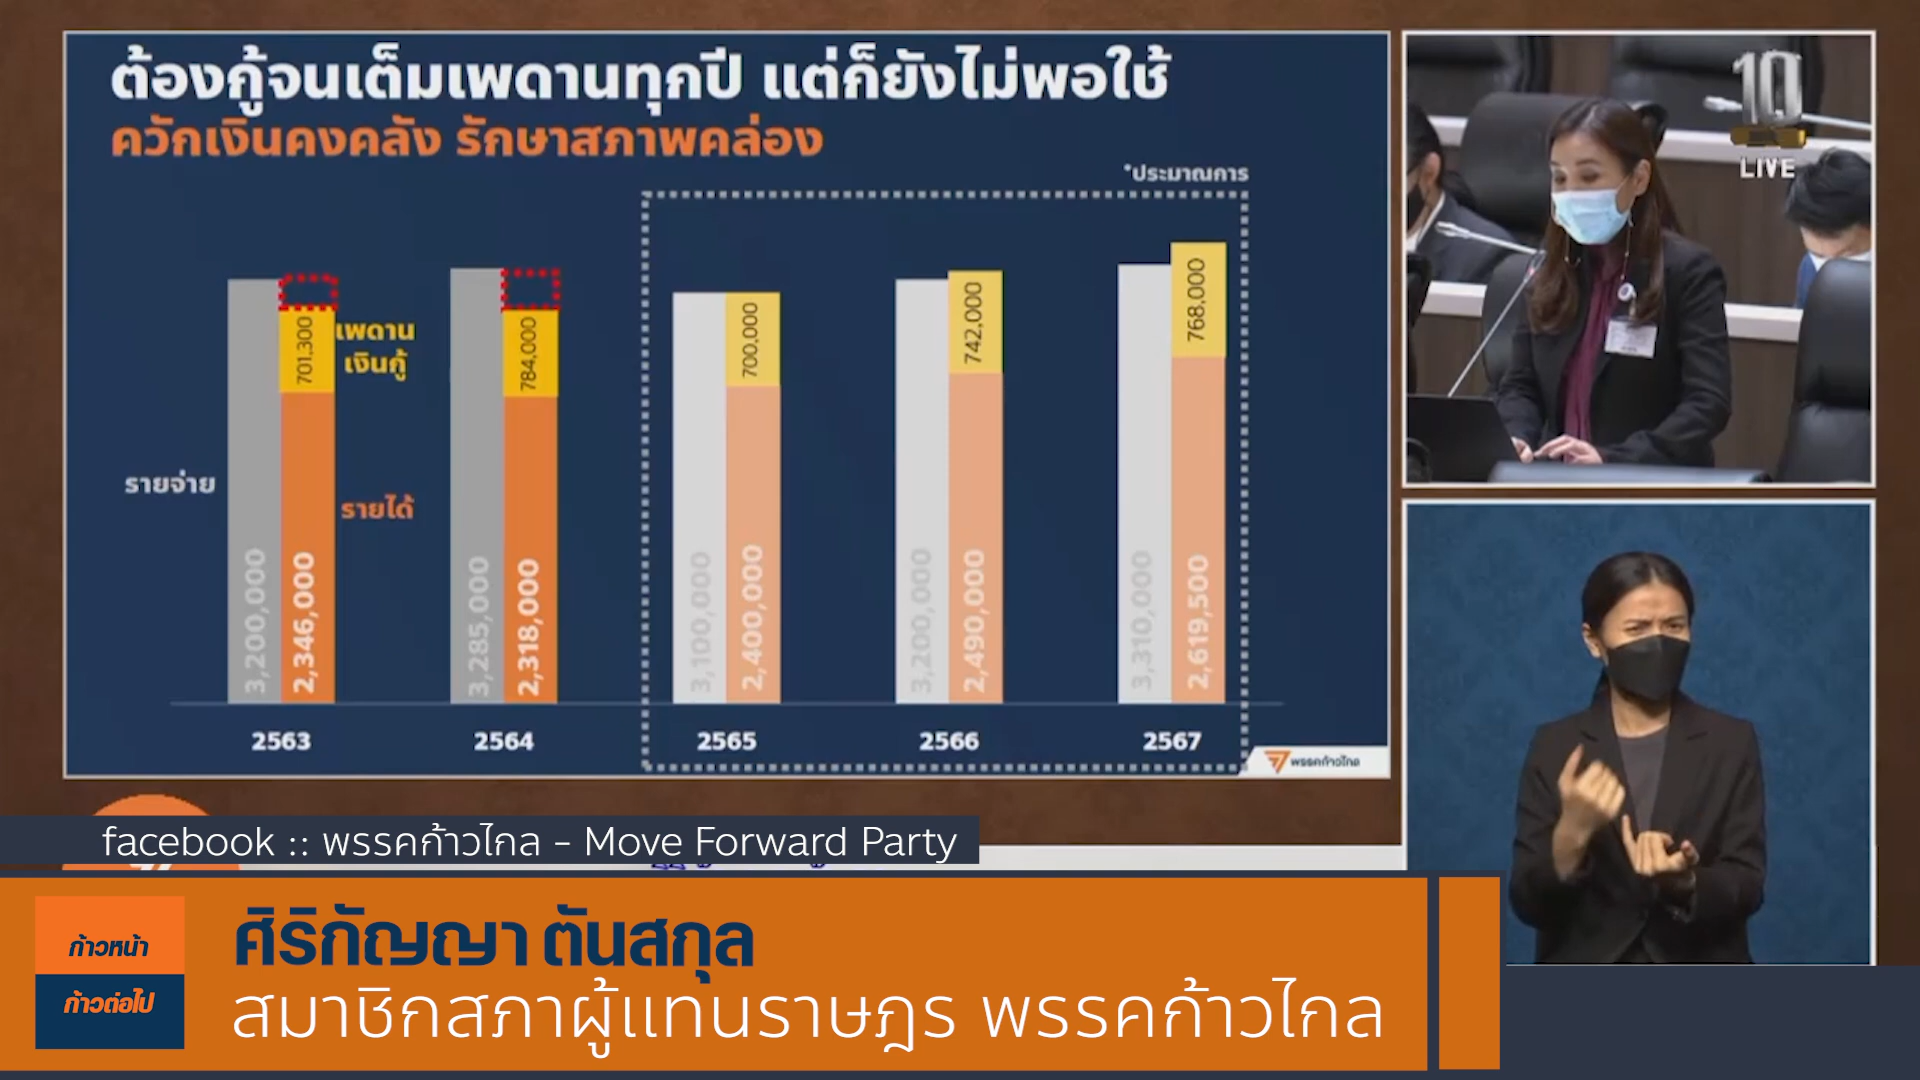 ต้องกู้จนเต็มเพดานทุกปี แต่ก็ยังไม่พอใช้
ควักเงินคงคลัง รักษาสภาพคล่อง
*ประมาณการ
รายจ่าย
3,200,000
701,300
2,346,000
เพดาน
เงินกู้
รายได้
3,285,000
784,000
2,318,000
3,100,000
700,000
2,400,000
3,200,000
742,000
2,490,000
3,310,000
768,000
2,619,500
2563
2564
2565
2566
2567
พรรคก้าวไกล
10
LIVE
facebook :: พรรคก้าวไกล - Move Forward Party
ก้าวหน้า
ก้าวต่อไป
ศิริกัญญา ตันสกุล
สมาชิกสภาผู้แทนราษฎร พรรคก้าวไกล